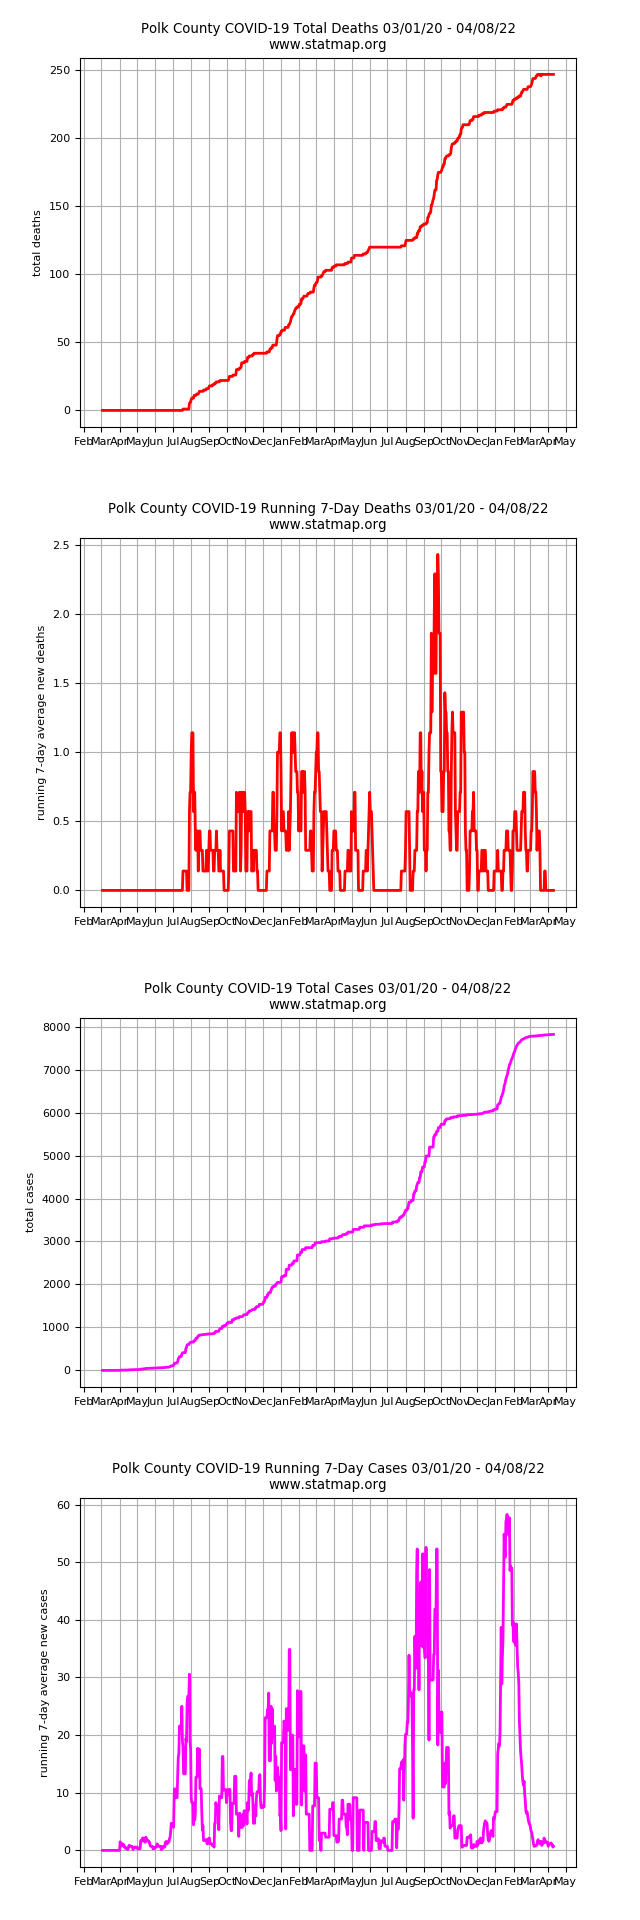 Polk County COVID-19 Total Deaths 03/01/20 - 04/08/22
www.statmap.org
250
200
150
100
50
0
total deaths
Feb Mar Apr May Jun Jul Aug Sep Oct Nov Dec Jan Feb Mar Apr May Jun Jul Aug Sep Oct Nov Dec Jan Feb Mar Apr May
Polk County COVID-19 Running 7-Day Deaths 03/01/20 - 04/08/22
www.statmap.org
2.5
2.0
1.5
1.0
0.5
0.0
running 7-day average new deaths
Feb Mar Apr May Jun Jul Aug Sep Oct Nov Dec Jan Feb Mar Apr May Jun Jul Aug Sep Oct Nov Dec Jan Feb Mar Apr May
Polk County COVID-19 Total Cases 03/01/20 - 04/08/22
www.statmap.org
8000
7000
6000
5000
4000
3000
2000
1000
0
total cases
Feb Mar Apr May Jun Jul Aug Sep Oct Nov Dec Jan Feb Mar Apr May Jun Jul Aug Sep Oct Nov Dec Jan Feb Mar Apr May
Polk County COVID-19 Running 7-Day Cases 03/01/20 - 04/08/22
www.statmap.org
60
50
40
30
20
10
0
running 7-day average new cases
Feb Mar Apr May Jun Jul Aug Sep Oct Nov Dec Jan Feb Mar Apr May Jun Jul Aug Sep Oct Nov Dec Jan Feb Mar Apr May